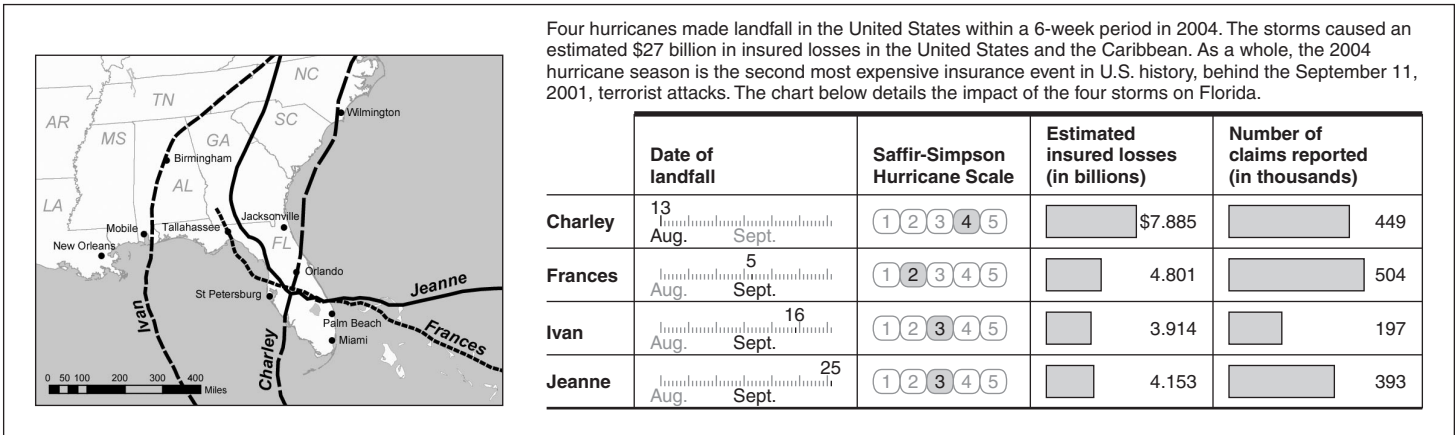 Four hurricanes made landfall in the United States within a 6-week period in 2004. The storms caused an
estimated $27 billion in insured losses in the United States and the Caribbean. As a whole, the 2004
hurricane season is the second most expensive insurance event in U.S. history, behind the September 11,
2001, terrorist attacks. The chart below details the impact of the four storms on Florida.
NC
TN
Wilmington
AR
SC
MS
GA
Birmingham
AL
LA
Jacksonville
Mobile
Tallahassee
FL
New Orleans
Orlando
St Petersburg
Jeanne
Ivan
Palm Beach
Frances
Miami
Charley
0 50 100 200 300 400
Miles
Date of
landfall
Saffir-Simpson
Hurricane Scale
Estimated
insured losses
(in billions)
Number of
claims reported
(in thousands)
13
Charley 1 2 3 4 5 $7.885 449
Aug. Sept.
5
Frances 1 2 3 4 5 4.801 504
Aug. Sept.
16
Ivan 1 2 3 4 5 3.914 197
Aug. Sept.
25
Jeanne 1 2 3 4 5 4.153 393
Aug. Sept.